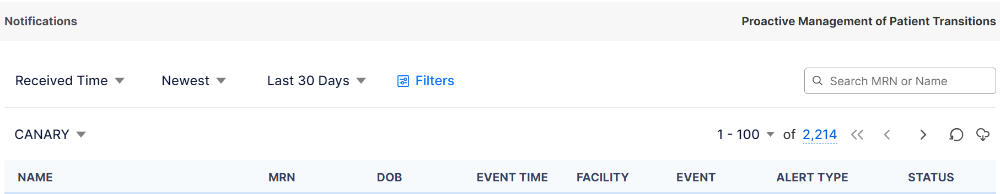 Notifications Proactive Management of Patient Transitions
Received Time Newest Last 30 Days Filters Search MRN or Name
CANARY 1 - 100 of 2,214
NAME MRN DOB EVENT TIME FACILITY EVENT ALERT TYPE STATUS